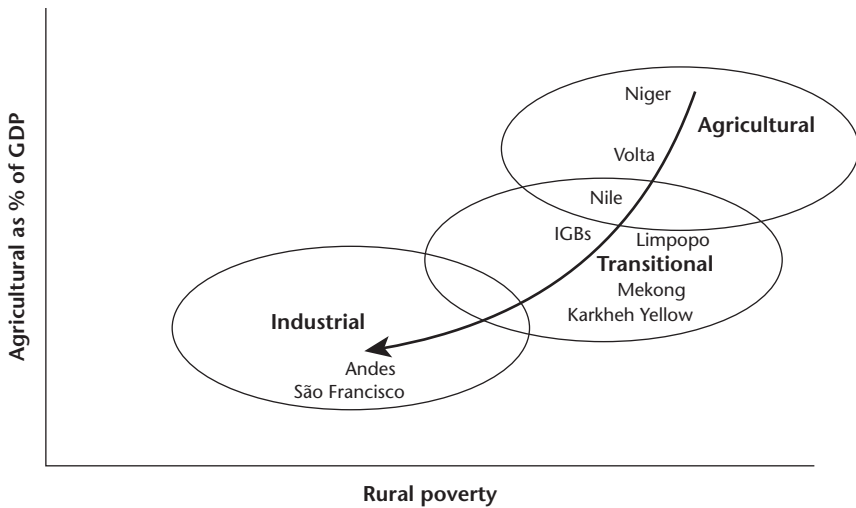 Agricultural as % of GDP
Niger
Agricultural
Volta
Nile
IGBs
Limpopo
Transitional
Mekong
Karkheh Yellow
Industrial
Andes
São Francisco
Rural poverty